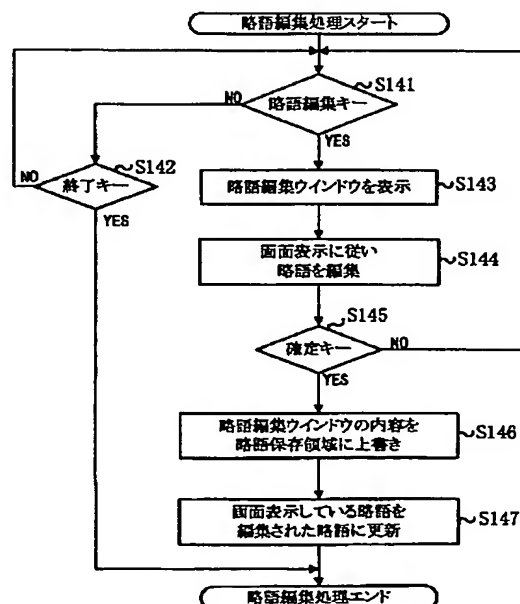 略語編集処理スタート
S141
略語編集キー
NO
YES
S142
終了キー
NO
YES
略語編集ウインドウを表示
S143
画面表示に従い
略語を編集
S144
S145
確定キー
NO
YES
略語編集ウインドウの内容を
略語保存領域に上書き
S146
画面表示している略語を
編集された略語に更新
S147
略語編集処理エンド